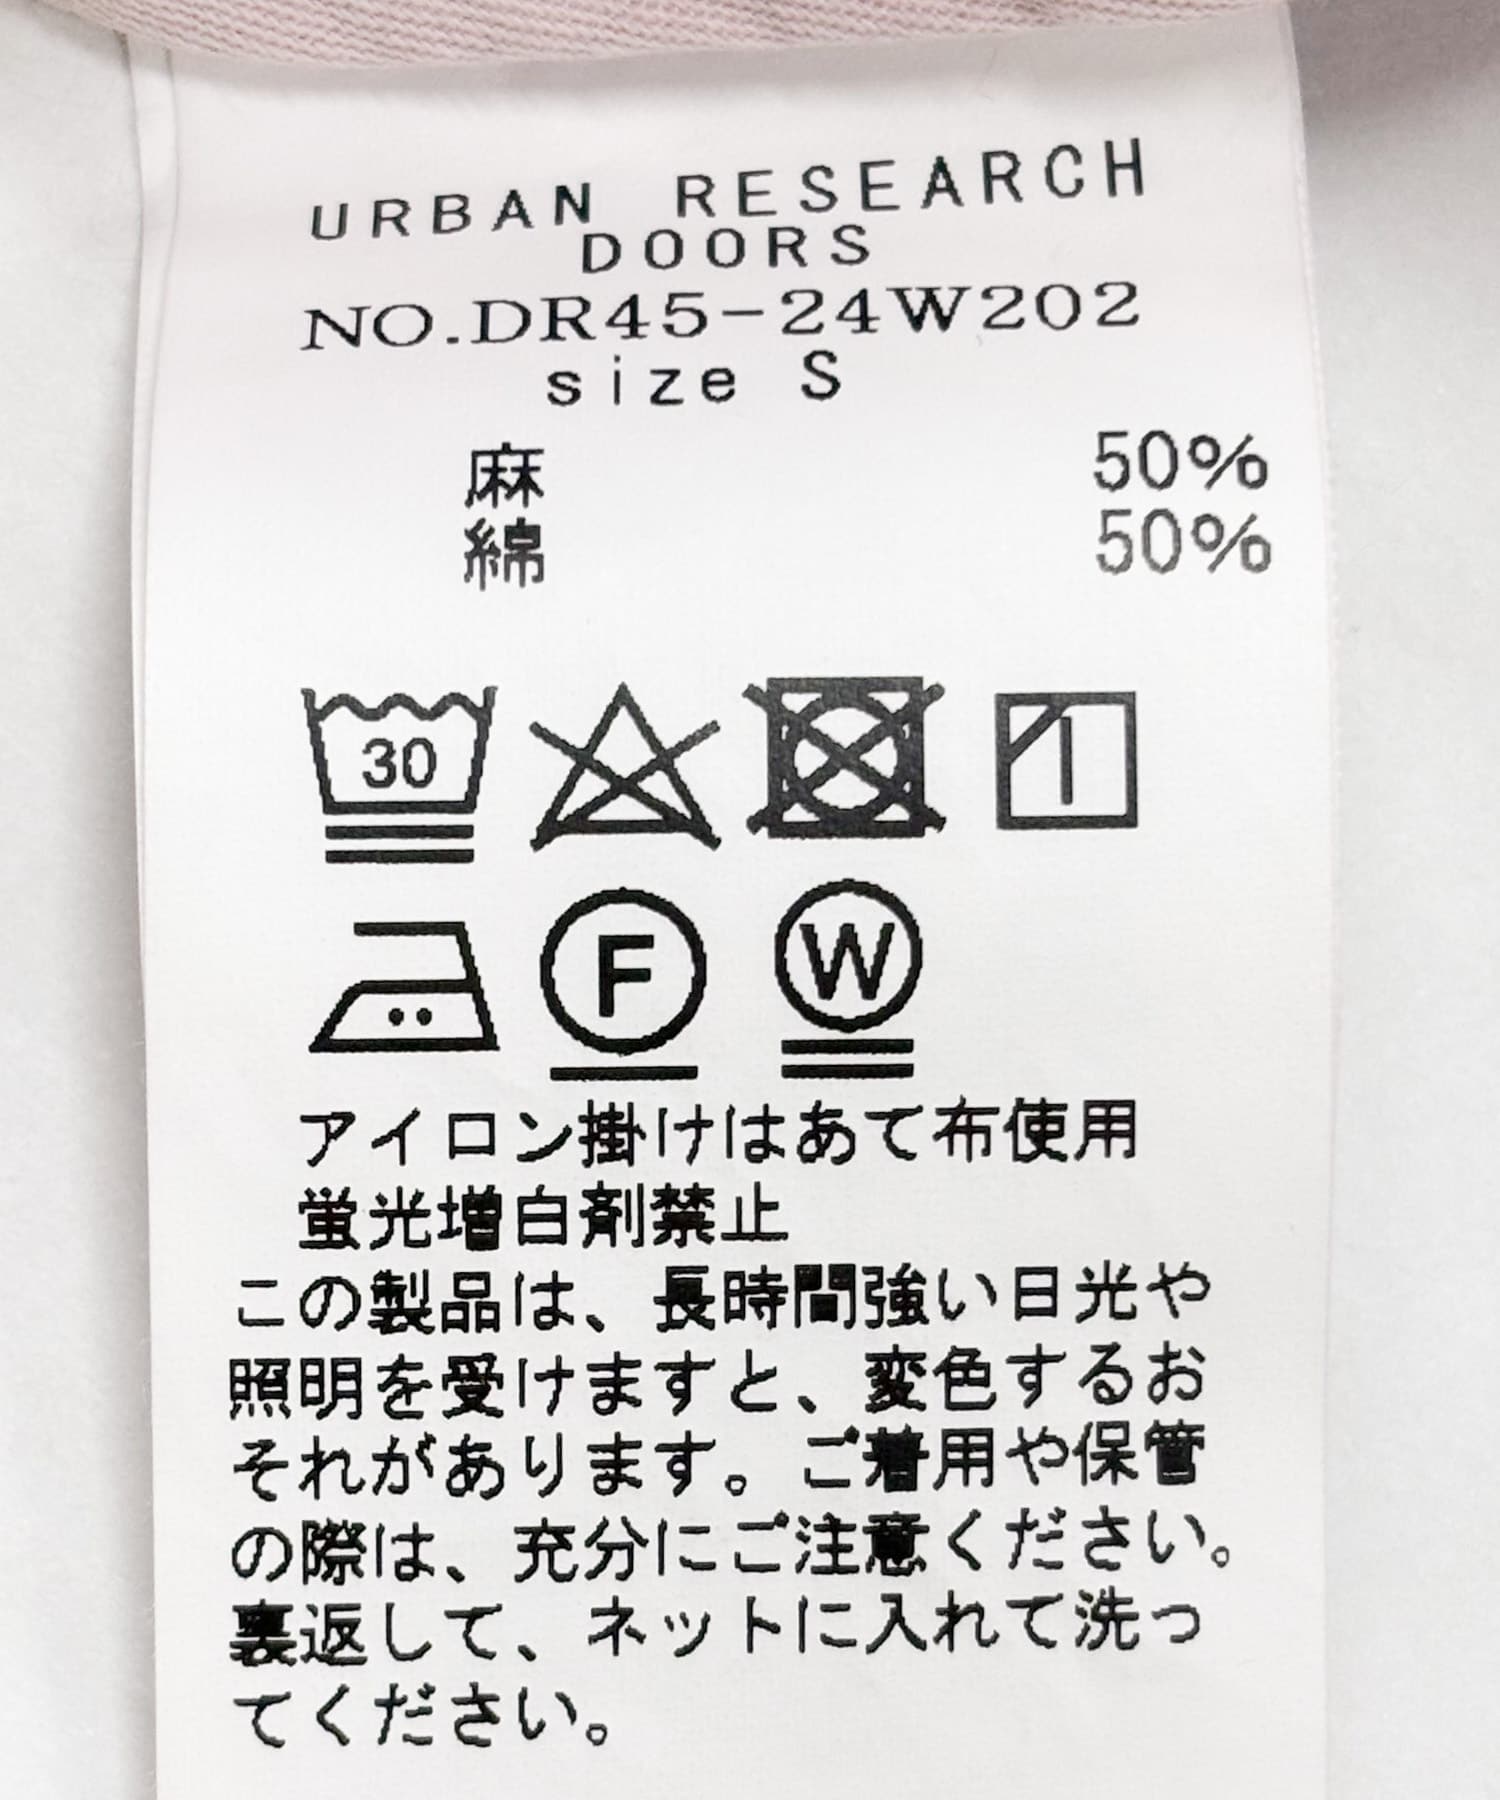 URBAN RESEARCH
DOORS
NO.DR45-24W202
size S
麻 50%
綿 50%
30
F W
アイロン掛けはあて布使用
蛍光増白剤禁止
この製品は、長時間強い日光や
照明を受けますと、変色するお
それがあります。ご着用や保管
の際は、充分にご注意ください。
裏返して、ネットに入れて洗っ
てください。